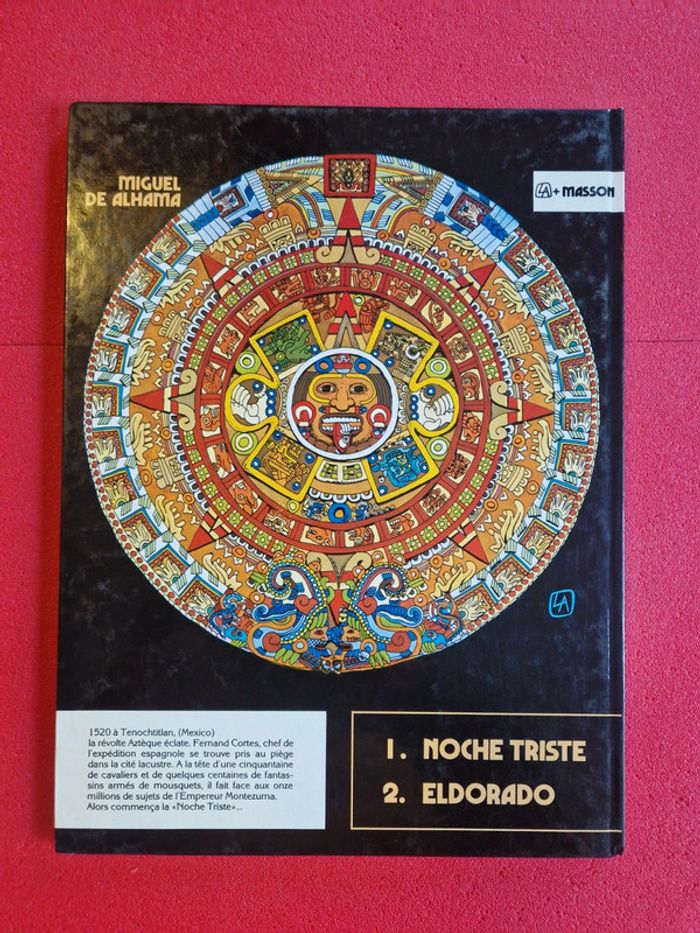 MIGUEL
DE ALHAMA
LA + MASSON
LA
1520 à Tenochtitlan, (Mexico)
la révolte Aztèque éclate. Fernand Cortes, chef de
l'expédition espagnole se trouve pris au piège
dans la cité lacustre. A la tête d'une cinquantaine
de cavaliers et de quelques centaines de fantas-
sins armés de mousquets, il fait face aux onze
millions de sujets de l'Empereur Montezuma.
Alors commença la «Noche Triste»...
1. NOCHE TRISTE
2. ELDORADO